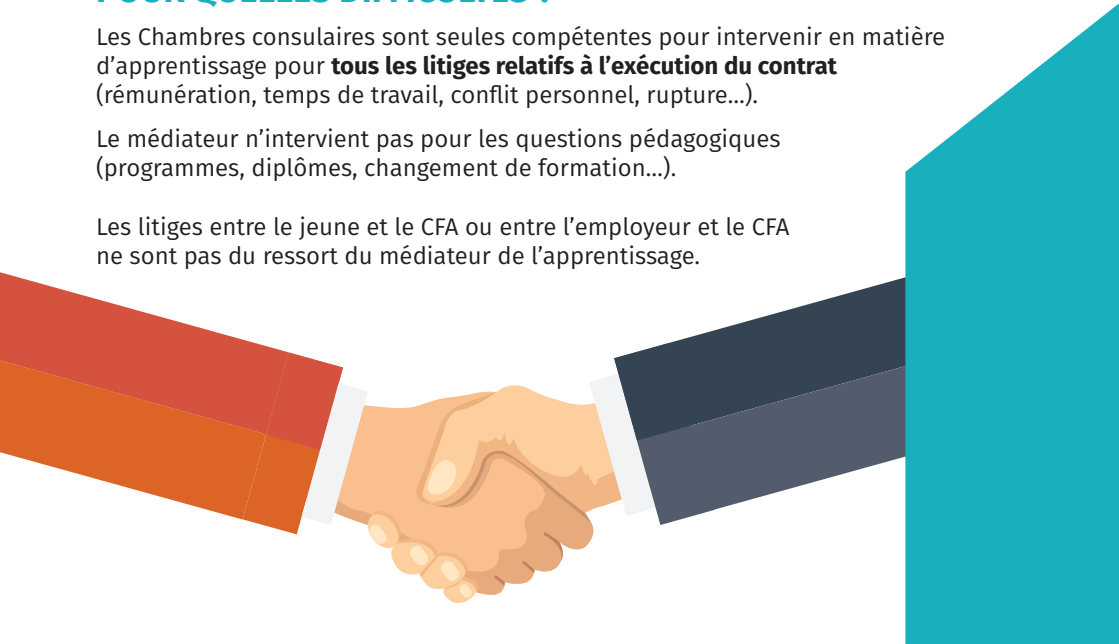 POUR QUELLES DIFFICULTÉS ?
Les Chambres consulaires sont seules compétentes pour intervenir en matière
d’apprentissage pour tous les litiges relatifs à l’exécution du contrat
(rémunération, temps de travail, conflit personnel, rupture...).
Le médiateur n’intervient pas pour les questions pédagogiques
(programmes, diplômes, changement de formation...).
Les litiges entre le jeune et le CFA ou entre l’employeur et le CFA
ne sont pas du ressort du médiateur de l’apprentissage.